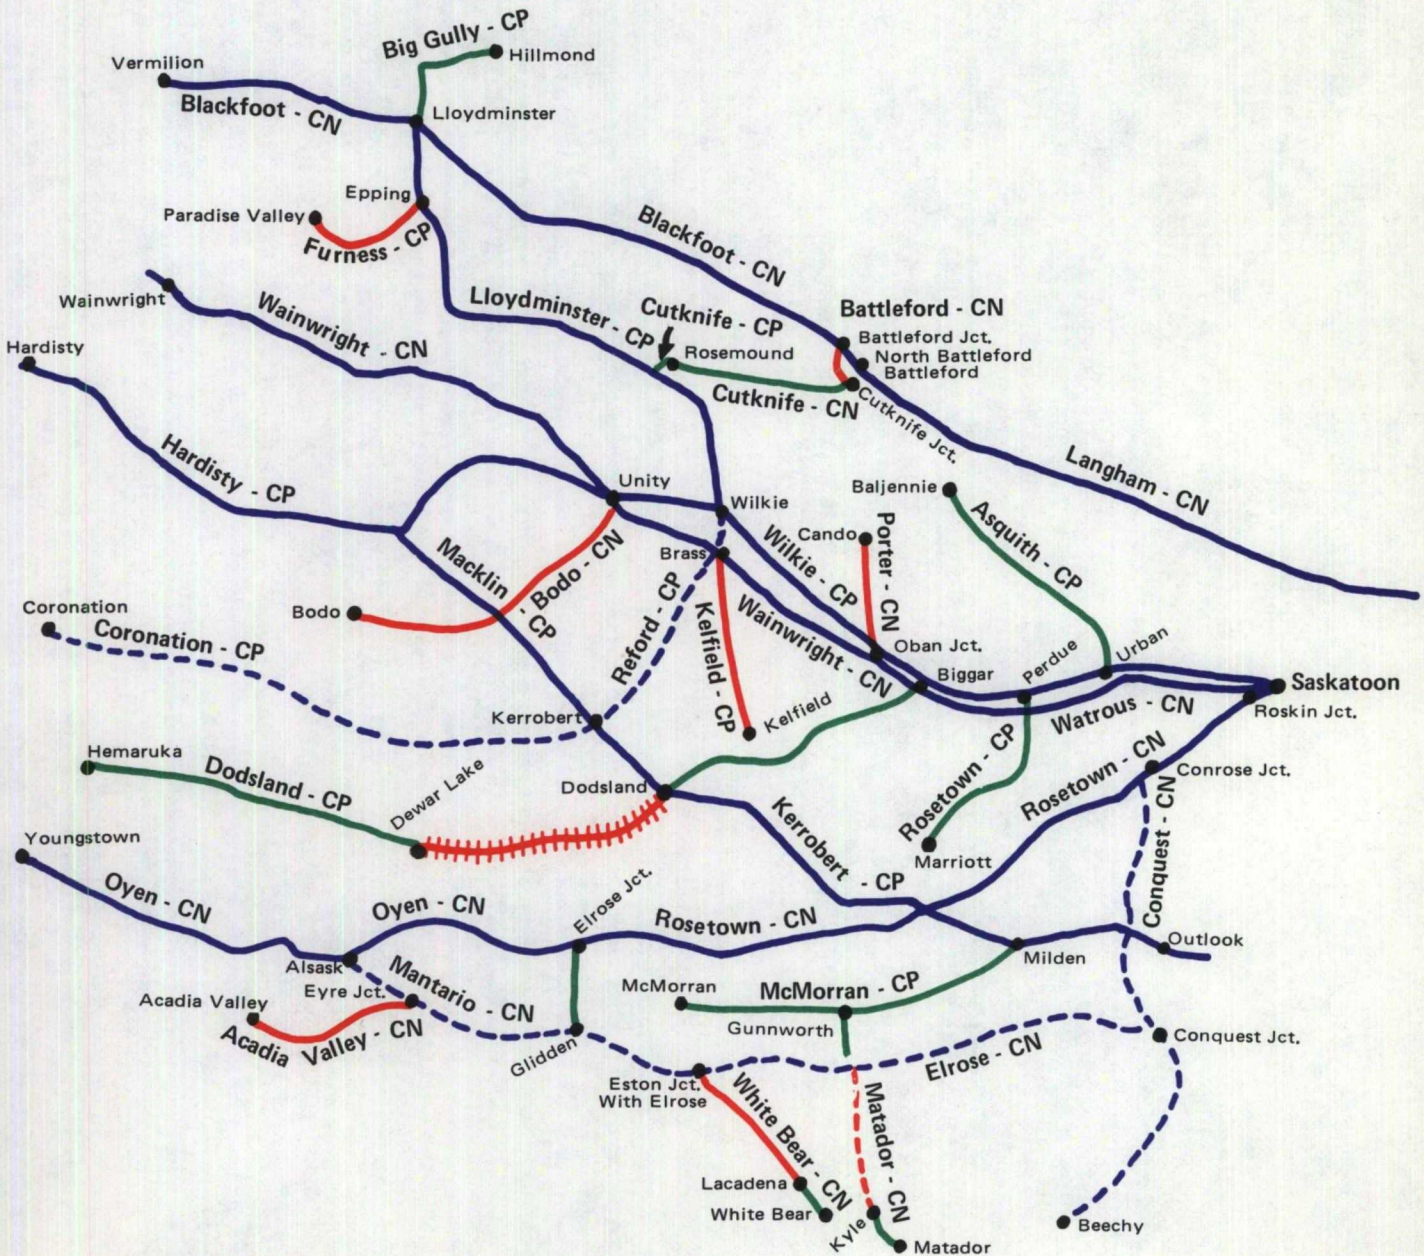 Big Gully - CP
Hillmond
Vermilion
Blackfoot - CN
Lloydminster
Epping
Paradise Valley
Furness - CP
Blackfoot - CN
Wainwright
Wainwright - CN
Lloydminster - CP
Cutknife - CP
Battleford - CN
Battleford Jct.
North Battleford
Battleford
Rosemound
Cutknife - CN
Cutknife Jct.
Hardisty
Hardisty - CP
Langham - CN
Unity
Wilkie
Baljennie
Asquith - CP
Cando
Porter - CN
Wilkie - CP
Brass
Macklin - CP
Bodo - CN
Bodo
Reford - CP
Kelfield - CP
Wainwright - CN
Coronation
Coronation - CP
Oban Jct.
Biggar
Perdue
Urban
Saskatoon
Roskin Jct.
Watrous - CN
Kelfield
Kerrobert
Hemaruka
Dodsland - CP
Dewar Lake
Dodsland
Rosetown - CP
Rosetown - CN
Conrose Jct.
Marriott
Kerrobert - CP
Conquest - CN
Youngstown
Oyen - CN
Oyen - CN
Elrose Jct.
Rosetown - CN
Outlook
Milden
Alsask
Eyre Jct.
Mantario - CN
McMorran
McMorran - CP
Gunnworth
Acadia Valley
Acadia Valley - CN
Glidden
Elrose - CN
Conquest Jct.
Eston Jct.
With Elrose
White Bear - CN
Matador - CN
Lacadena
White Bear
Kyle
Matador
Beechy